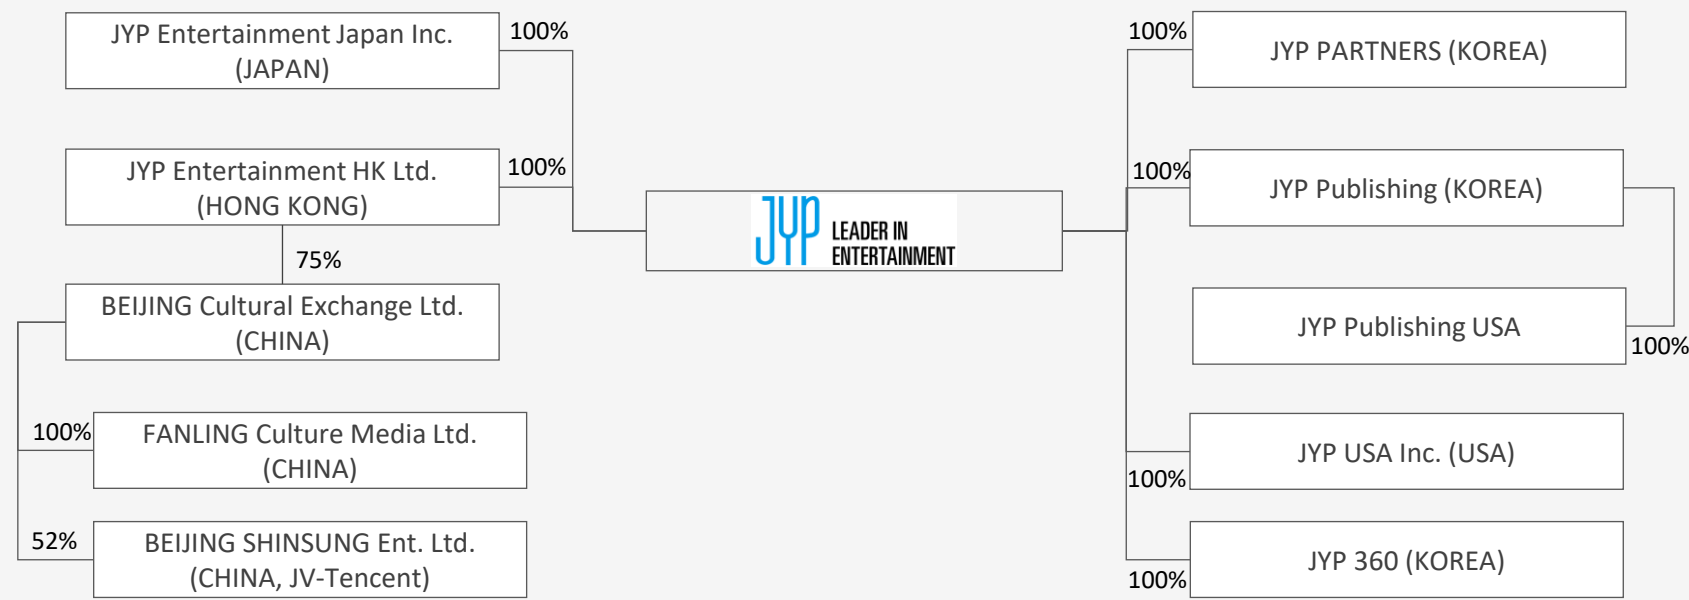 JYP Entertainment Japan Inc.
(JAPAN)
100%
JYP Entertainment HK Ltd.
(HONG KONG)
100%
75%
BEIJING Cultural Exchange Ltd.
(CHINA)
100%
FANLING Culture Media Ltd.
(CHINA)
52%
BEIJING SHINSUNG Ent. Ltd.
(CHINA, JV-Tencent)
JYP LEADER IN
ENTERTAINMENT
100%
JYP PARTNERS (KOREA)
100%
JYP Publishing (KOREA)
JYP Publishing USA
100%
JYP USA Inc. (USA)
100%
JYP 360 (KOREA)
100%